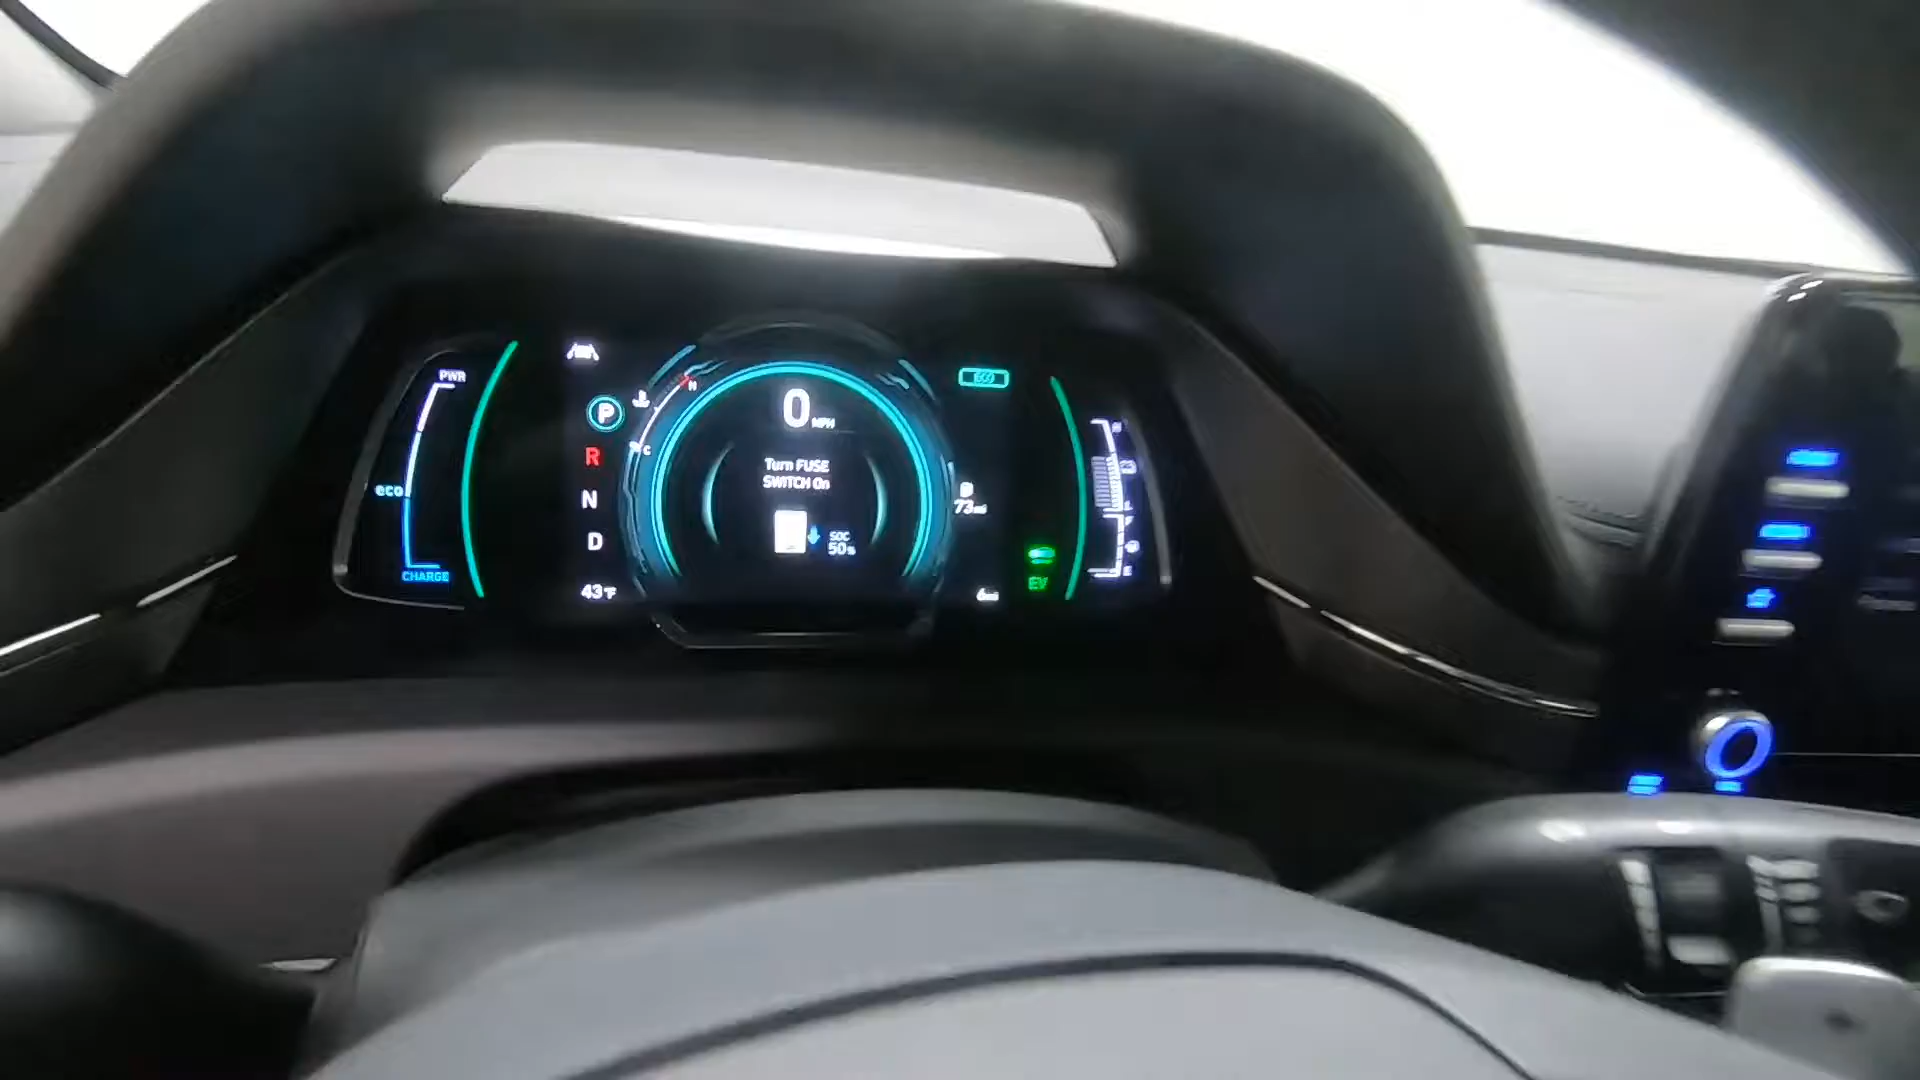 PWR
eco
CHARGE
P
R
N
D
43°F
H
C
0 MPH
Turn FUSE
SWITCH On
SOC
50%
ECO
73mi
EV